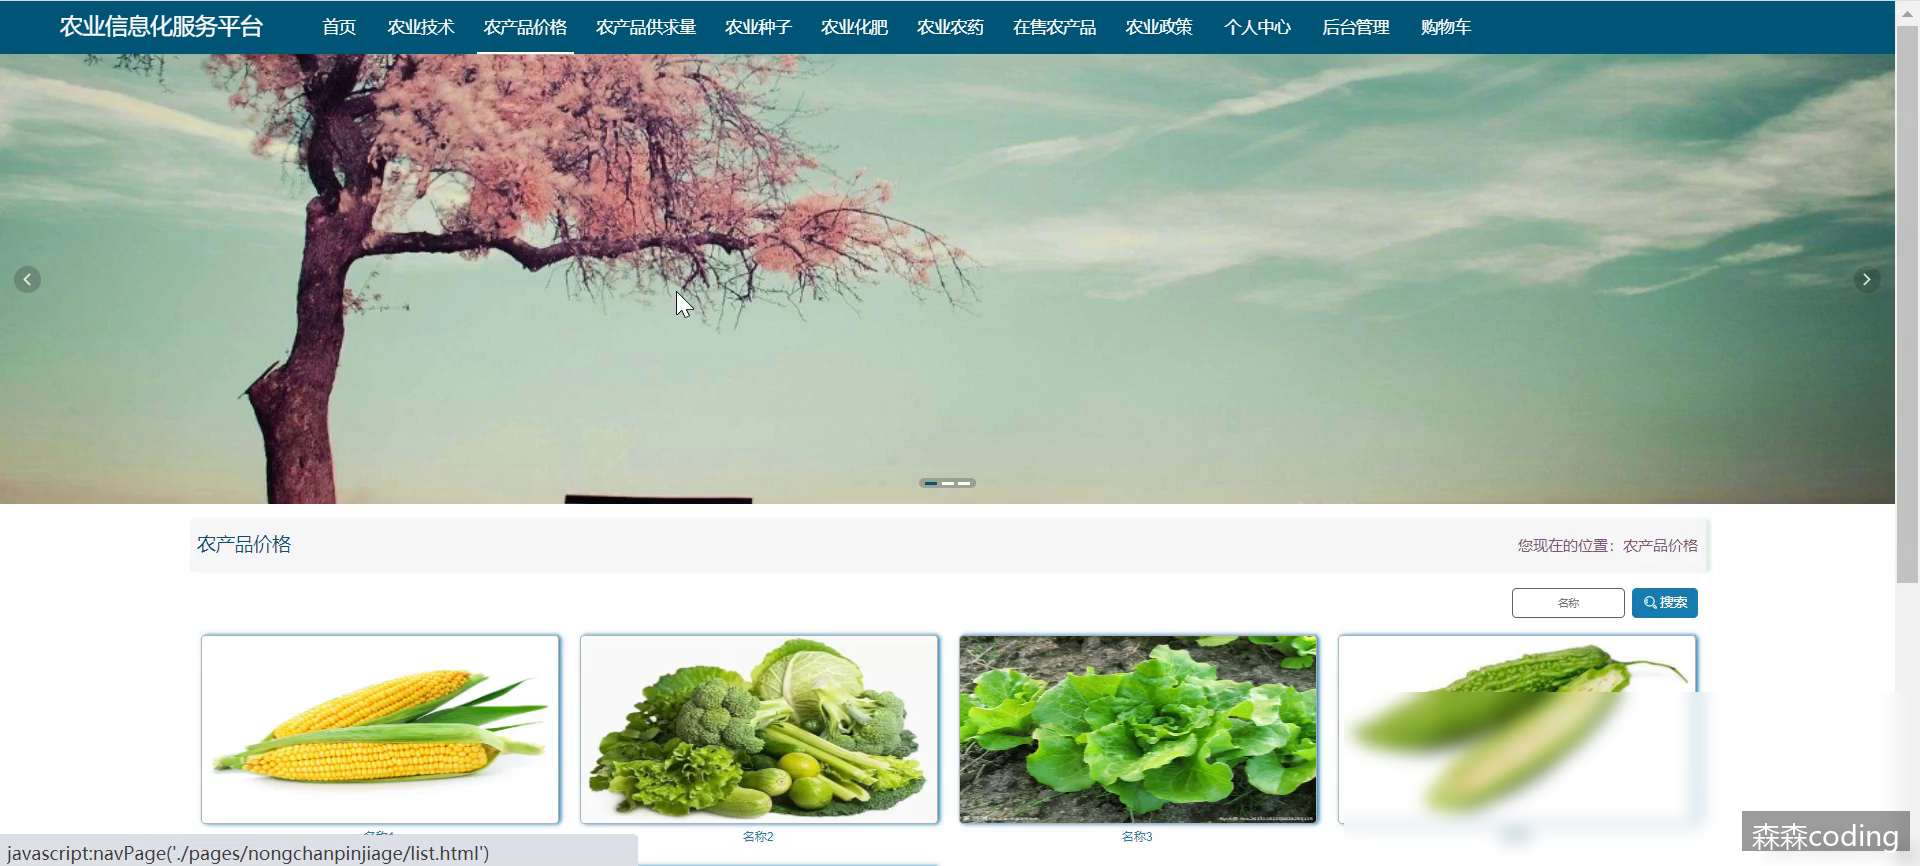 农业信息化服务平台 首页 农业技术 农产品价格 农产品供求量 农业种子 农业化肥 农业农药 在售农产品 农业政策 个人中心 后台管理 购物车
农产品价格 您现在的位置：农产品价格
名称 搜索
名称1 名称2 名称3
javascript:navPage('./pages/nongchanpinjiage/list.html')
森森coding